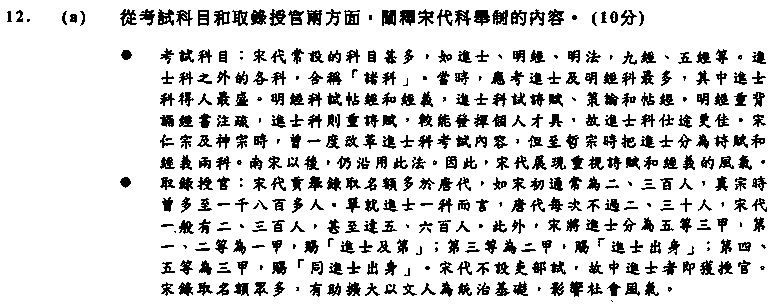 12. (a) 從考試科目和取錄授官兩方面，闡釋宋代科舉制的內容。(10分)
● 考試科目：宋代常設的科目甚多，如進士、明經、明法，九經、五經等。進
士科之外的各科，合稱「諸科」。當時，應考進士及明經科最多，其中進士
科得人最盛。明經科試帖經和經義，進士科試詩賦、策論和帖經。明經重背
誦經書注疏，進士科則重詩賦，較能發揮個人才具，故進士科仕途更佳。宋
仁宗及神宗時，曾一度改革進士科考試內容，但至哲宗時把進士分為詩賦和
經義兩科。南宋以後，仍沿用此法。因此，宋代展現重視詩賦和經義的風氣。
● 取錄授官：宋代貢舉錄取名額多於唐代，如宋初通常為二、三百人，真宗時
曾多至一千八百多人。單就進士一科而言，唐代每次不過二、三十人，宋代
一般有二、三百人，甚至達五、六百人。此外，宋將進士分為五等三甲，第
一、二等為一甲，賜「進士及第」；第三等為二甲，賜「進士出身」；第四、
五等為三甲，賜「同進士出身」。宋代不設吏部試，故中進士者即獲授官。
宋錄取名額眾多，有助擴大以文人為統治基礎，影響社會風氣。